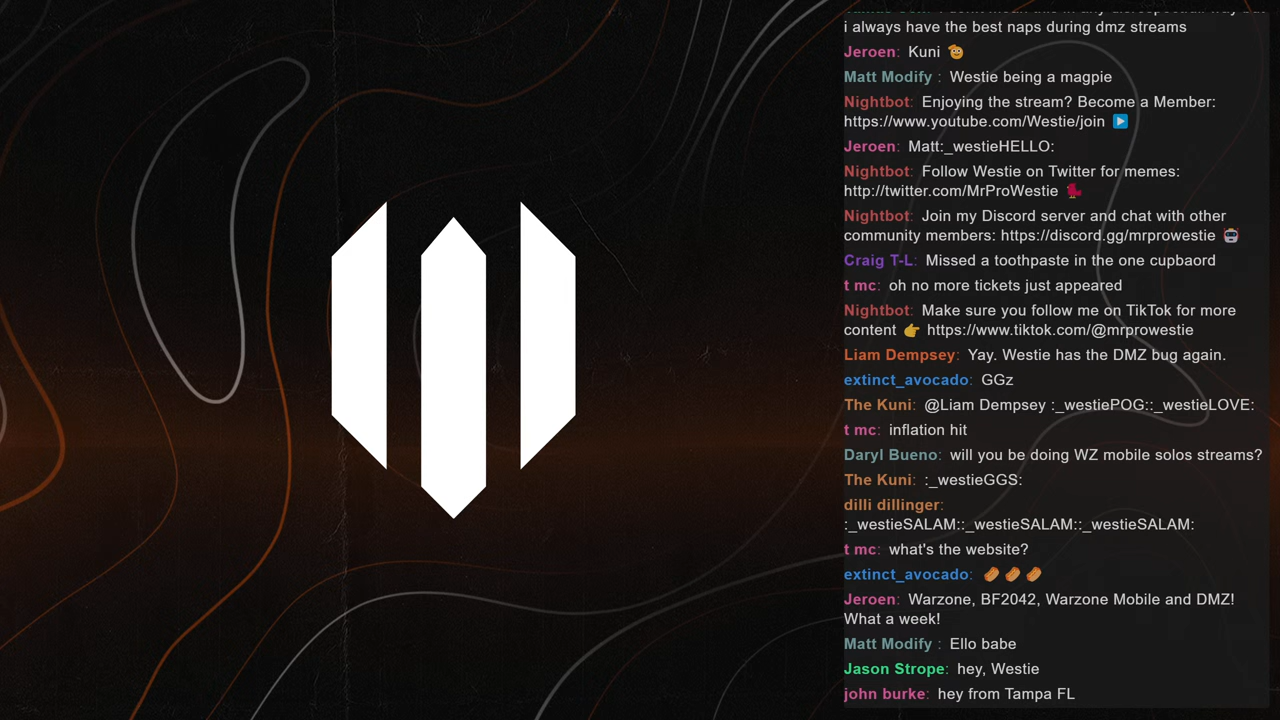 i always have the best naps during dmz streams
Jeroen: Kuni 🫡
Matt Modify : Westie being a magpie
Nightbot: Enjoying the stream? Become a Member:
https://www.youtube.com/Westie/join ▶️
Jeroen: Matt:_westieHELLO:
Nightbot: Follow Westie on Twitter for memes:
http://twitter.com/MrProWestie 🦤
Nightbot: Join my Discord server and chat with other
community members: https://discord.gg/mrprowestie 🤖
Craig T-L: Missed a toothpaste in the one cupbaord
t mc: oh no more tickets just appeared
Nightbot: Make sure you follow me on TikTok for more
content 👉 https://www.tiktok.com/@mrprowestie
Liam Dempsey: Yay. Westie has the DMZ bug again.
extinct_avocado: GGz
The Kuni: @Liam Dempsey :_westiePOG::_westieLOVE:
t mc: inflation hit
Daryl Bueno: will you be doing WZ mobile solos streams?
The Kuni: :_westieGGS:
dilli dillinger:
:_westieSALAM::_westieSALAM::_westieSALAM:
t mc: what's the website?
extinct_avocado: 🌭 🌭 🌭
Jeroen: Warzone, BF2042, Warzone Mobile and DMZ!
What a week!
Matt Modify : Ello babe
Jason Strope: hey, Westie
john burke: hey from Tampa FL